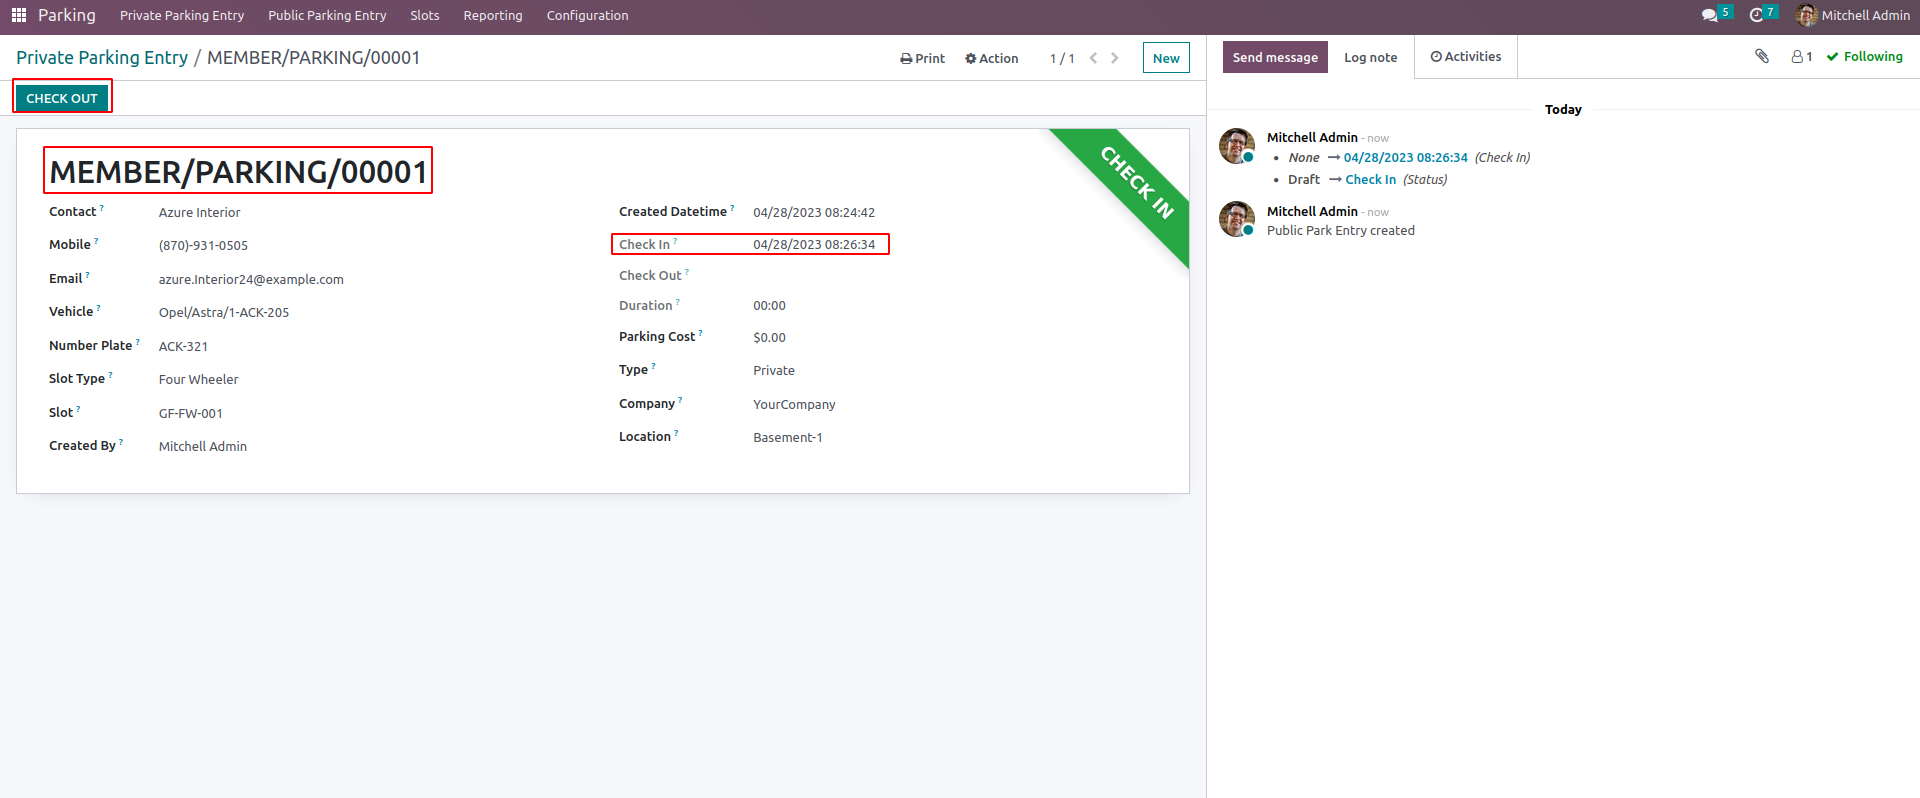 Parking Private Parking Entry Public Parking Entry Slots Reporting Configuration 5 7 Mitchell Admin
Private Parking Entry / MEMBER/PARKING/00001 Print Action 1 / 1 New
CHECK OUT
MEMBER/PARKING/00001
CHECK IN
Contact ? Azure Interior
Mobile ? (870)-931-0505
Email ? azure.Interior24@example.com
Vehicle ? Opel/Astra/1-ACK-205
Number Plate ? ACK-321
Slot Type ? Four Wheeler
Slot ? GF-FW-001
Created By ? Mitchell Admin
Created Datetime ? 04/28/2023 08:24:42
Check In ? 04/28/2023 08:26:34
Check Out ?
Duration ? 00:00
Parking Cost ? $0.00
Type ? Private
Company ? YourCompany
Location ? Basement-1
Send message Log note Activities 1 Following
Today
Mitchell Admin - now
• None → 04/28/2023 08:26:34 (Check In)
• Draft → Check In (Status)
Mitchell Admin - now
Public Park Entry created